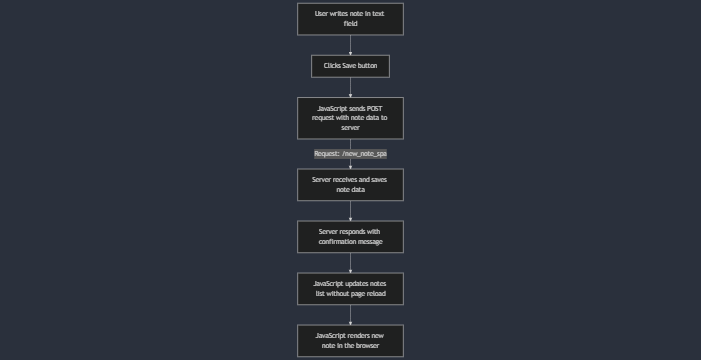 User writes note in text
field
Clicks Save button
JavaScript sends POST
request with note data to
server
Request: /new_note_spa
Server receives and saves
note data
Server responds with
confirmation message
JavaScript updates notes
list without page reload
JavaScript renders new
note in the browser